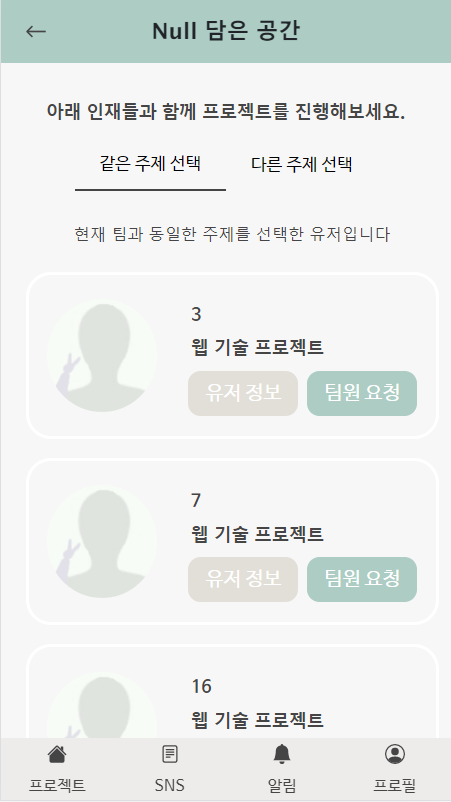 Null 담은 공간
아래 인재들과 함께 프로젝트를 진행해보세요.
같은 주제 선택 다른 주제 선택
현재 팀과 동일한 주제를 선택한 유저입니다
3
웹 기술 프로젝트
유저 정보 팀원 요청
7
웹 기술 프로젝트
유저 정보 팀원 요청
16
웹 기술 프로젝트
프로젝트 SNS 알림 프로필